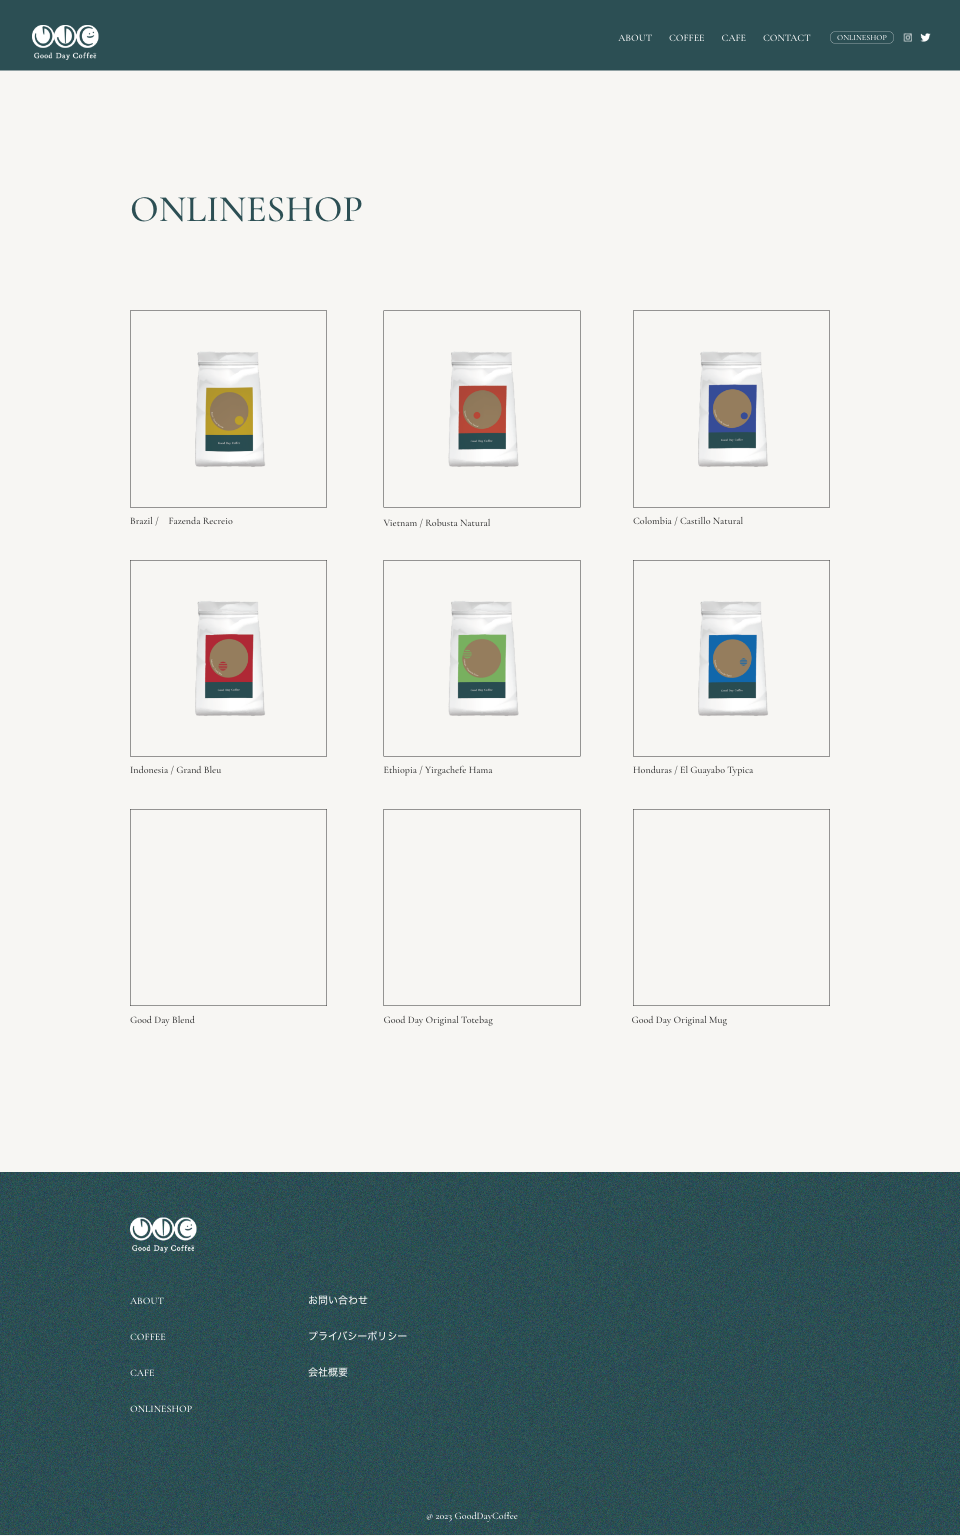 Good Day Coffee
ABOUT COFFEE CAFE CONTACT ONLINESHOP
ONLINESHOP
Good Day Coffee
Good Day Coffee
Good Day Coffee
Brazil / Fazenda Recreio
Vietnam / Robusta Natural
Colombia / Castillo Natural
Good Day Coffee
Good Day Coffee
Good Day Coffee
Indonesia / Grand Bleu
Ethiopia / Yirgachefe Hama
Honduras / El Guayabo Typica
Good Day Blend
Good Day Original Totebag
Good Day Original Mug
Good Day Coffee
ABOUT
お問い合わせ
COFFEE
プライバシーポリシー
CAFE
会社概要
ONLINESHOP
@ 2023 GoodDayCoffee